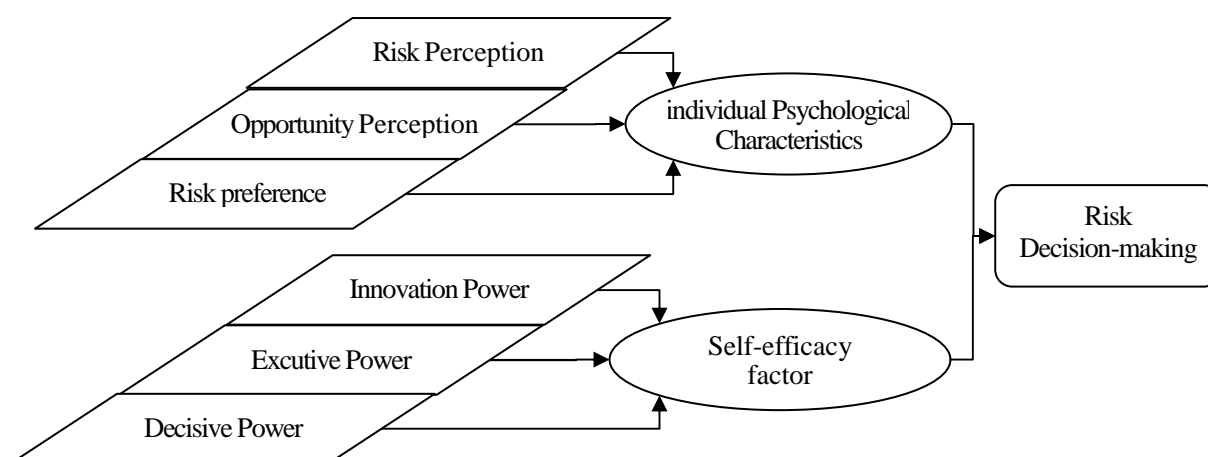 Risk Perception
Opportunity Perception
Risk preference
individual Psychological
Characteristics
Risk
Decision-making
Innovation Power
Excutive Power
Decisive Power
Self-efficacy
factor